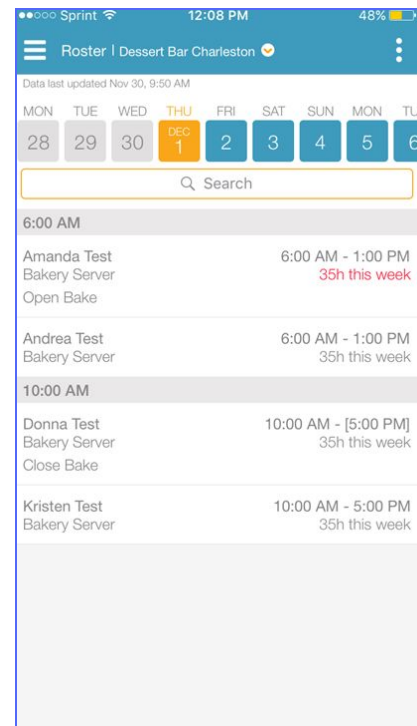 Sprint 12:08 PM 48%
Roster | Dessert Bar Charleston
Data last updated Nov 30, 9:50 AM
MON TUE WED THU FRI SAT SUN MON TU
28 29 30 DEC 1 2 3 4 5 6
Search
6:00 AM
Amanda Test 6:00 AM - 1:00 PM
Bakery Server 35h this week
Open Bake
Andrea Test 6:00 AM - 1:00 PM
Bakery Server 35h this week
10:00 AM
Donna Test 10:00 AM - [5:00 PM]
Bakery Server 35h this week
Close Bake
Kristen Test 10:00 AM - 5:00 PM
Bakery Server 35h this week